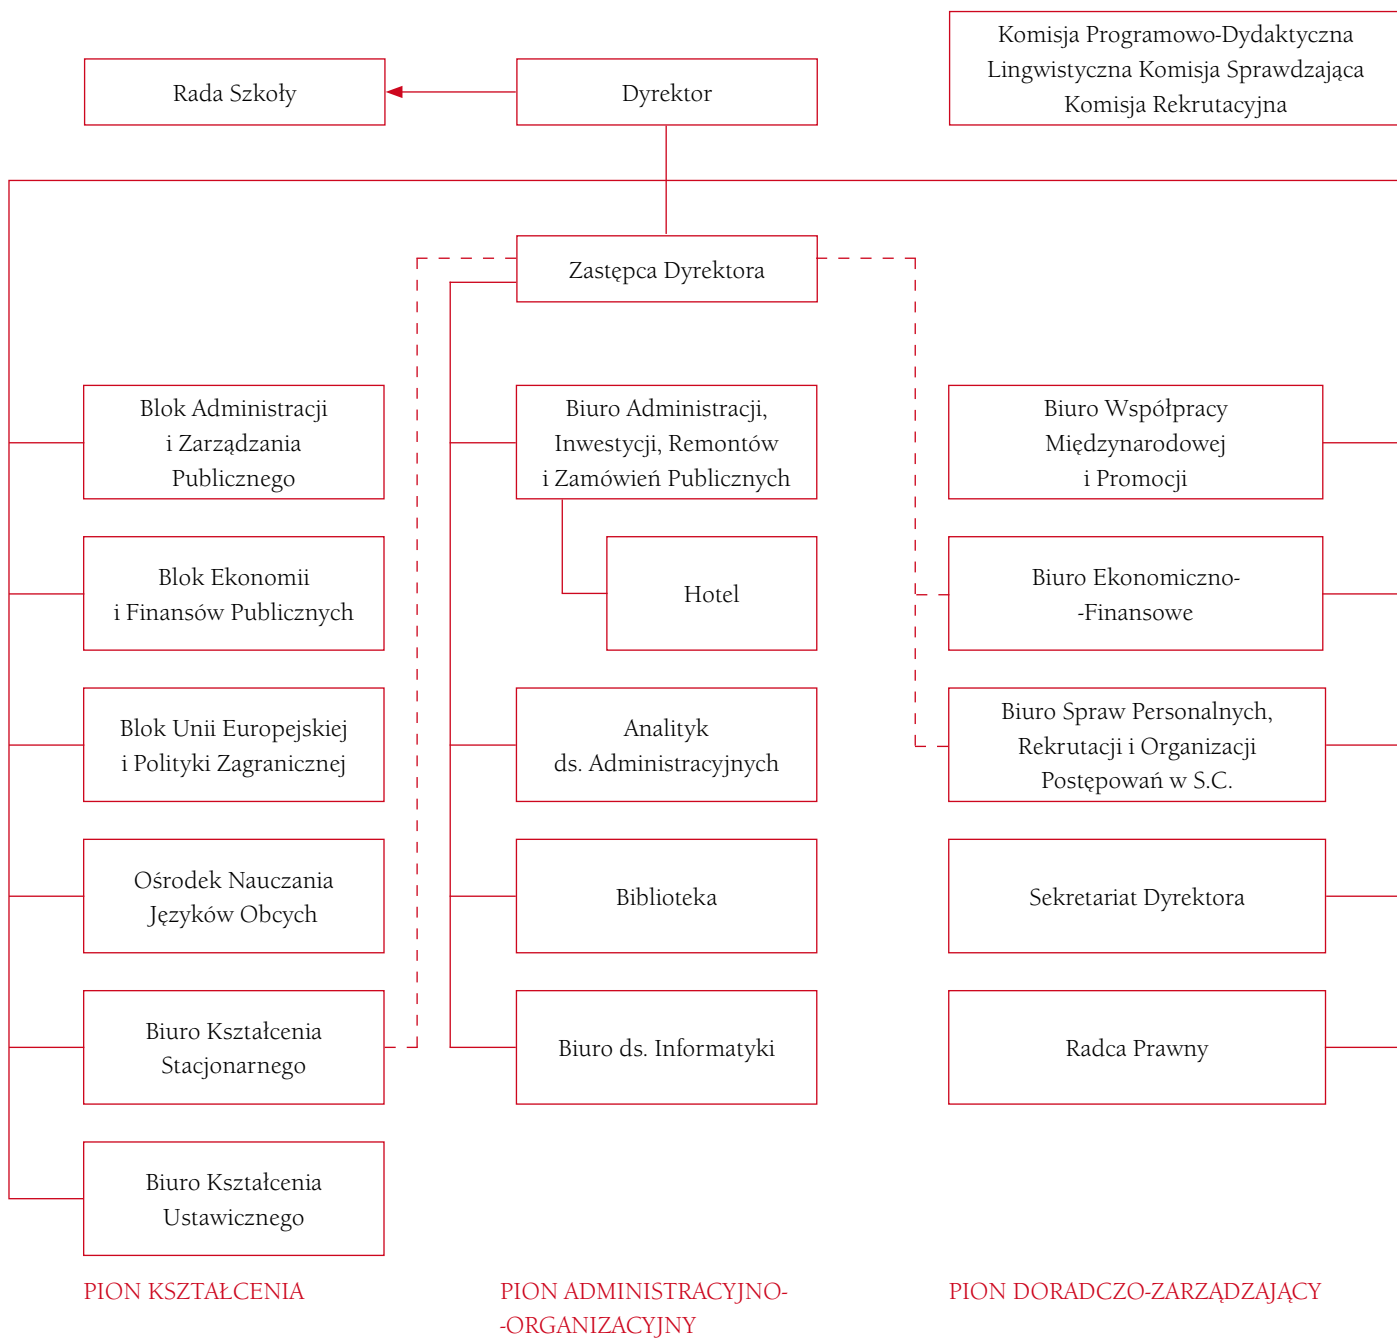 Komisja Programowo-Dydaktyczna
Lingwistyczna Komisja Sprawdzająca
Komisja Rekrutacyjna
Rada Szkoły
Dyrektor
Zastępca Dyrektora
Blok Administracji
i Zarządzania
Publicznego
Blok Ekonomii
i Finansów Publicznych
Blok Unii Europejskiej
i Polityki Zagranicznej
Ośrodek Nauczania
Języków Obcych
Biuro Kształcenia
Stacjonarnego
Biuro Kształcenia
Ustawicznego
PION KSZTAŁCENIA
Biuro Administracji,
Inwestycji, Remontów
i Zamówień Publicznych
Hotel
Analityk
ds. Administracyjnych
Biblioteka
Biuro ds. Informatyki
PION ADMINISTRACYJNO-
-ORGANIZACYJNY
Biuro Współpracy
Międzynarodowej
i Promocji
Biuro Ekonomiczno-
-Finansowe
Biuro Spraw Personalnych,
Rekrutacji i Organizacji
Postępowań w S.C.
Sekretariat Dyrektora
Radca Prawny
PION DORADCZO-ZARZĄDZAJĄCY